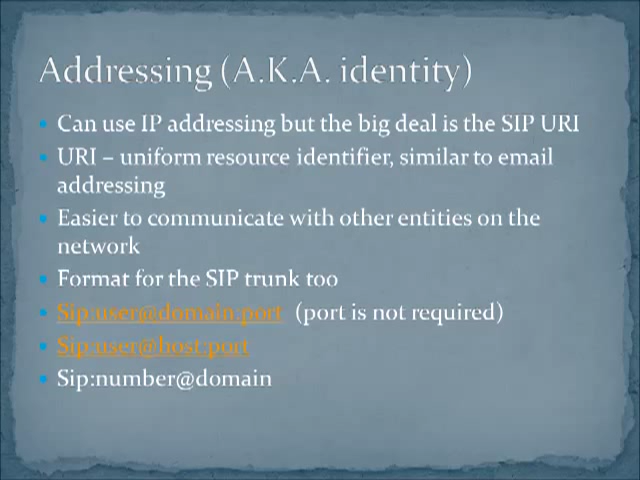 Addressing (A.K.A. identity)
Can use IP addressing but the big deal is the SIP URI
URI – uniform resource identifier, similar to email
addressing
Easier to communicate with other entities on the
network
Format for the SIP trunk too
Sip:user@domain:port (port is not required)
Sip:user@host:port
Sip:number@domain